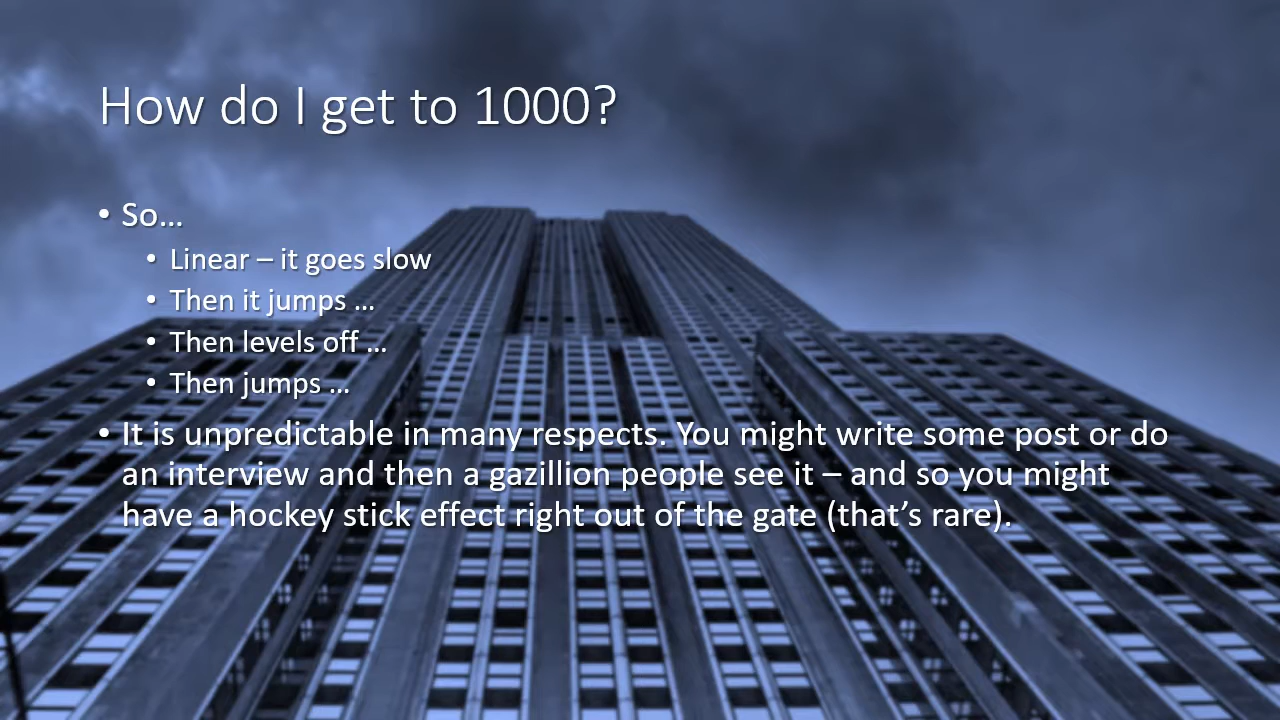 How do I get to 1000?
• So…
• Linear – it goes slow
• Then it jumps …
• Then levels off …
• Then jumps …
• It is unpredictable in many respects. You might write some post or do
an interview and then a gazillion people see it – and so you might
have a hockey stick effect right out of the gate (that’s rare).